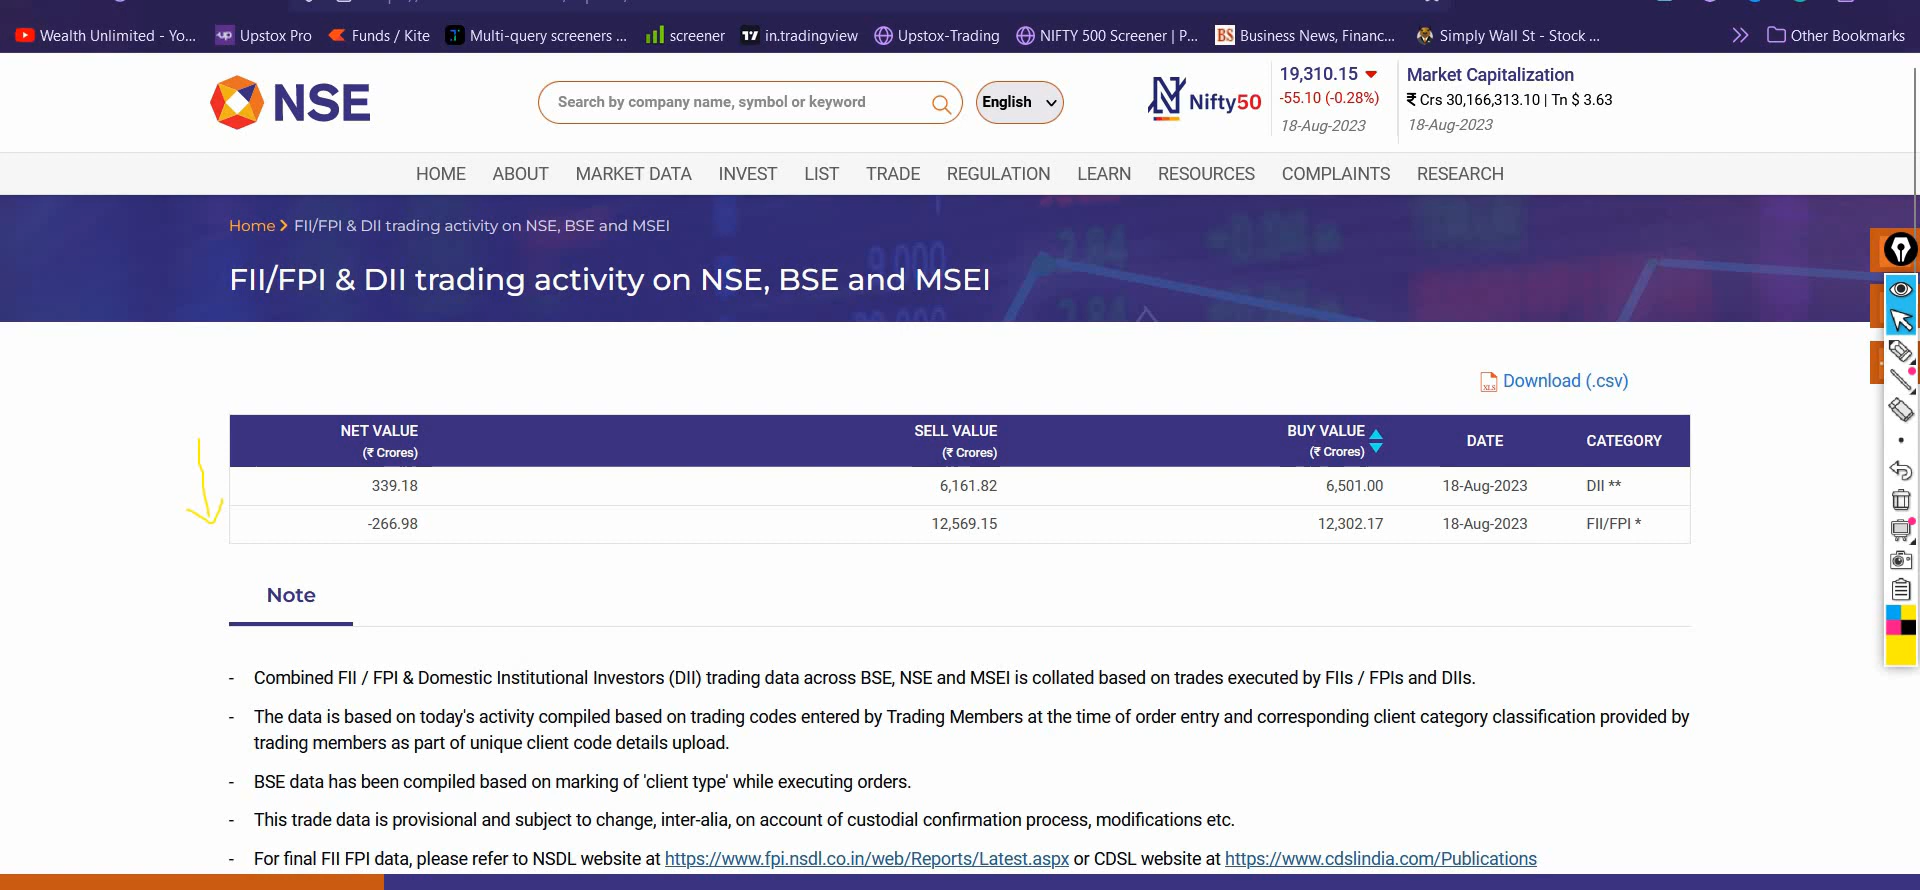 Wealth Unlimited - Yo...
Upstox Pro
Funds / Kite
Multi-query screeners ...
screener
in.tradingview
Upstox-Trading
NIFTY 500 Screener | P...
Business News, Financ...
Simply Wall St - Stock ...
Other Bookmarks
NSE
Search by company name, symbol or keyword
English
Nifty50
19,310.15
-55.10 (-0.28%)
18-Aug-2023
Market Capitalization
₹ Crs 30,166,313.10 | Tn $ 3.63
18-Aug-2023
HOME ABOUT MARKET DATA INVEST LIST TRADE REGULATION LEARN RESOURCES COMPLAINTS RESEARCH
Home > FII/FPI & DII trading activity on NSE, BSE and MSEI
FII/FPI & DII trading activity on NSE, BSE and MSEI
Download (.csv)
NET VALUE (₹ Crores) SELL VALUE (₹ Crores) BUY VALUE (₹ Crores) DATE CATEGORY
339.18 6,161.82 6,501.00 18-Aug-2023 DII **
-266.98 12,569.15 12,302.17 18-Aug-2023 FII/FPI *
Note
- Combined FII / FPI & Domestic Institutional Investors (DII) trading data across BSE, NSE and MSEI is collated based on trades executed by FIIs / FPIs and DIIs.
- The data is based on today's activity compiled based on trading codes entered by Trading Members at the time of order entry and corresponding client category classification provided by
trading members as part of unique client code details upload.
- BSE data has been compiled based on marking of 'client type' while executing orders.
- This trade data is provisional and subject to change, inter-alia, on account of custodial confirmation process, modifications etc.
- For final FII FPI data, please refer to NSDL website at https://www.fpi.nsdl.co.in/web/Reports/Latest.aspx or CDSL website at https://www.cdslindia.com/Publications